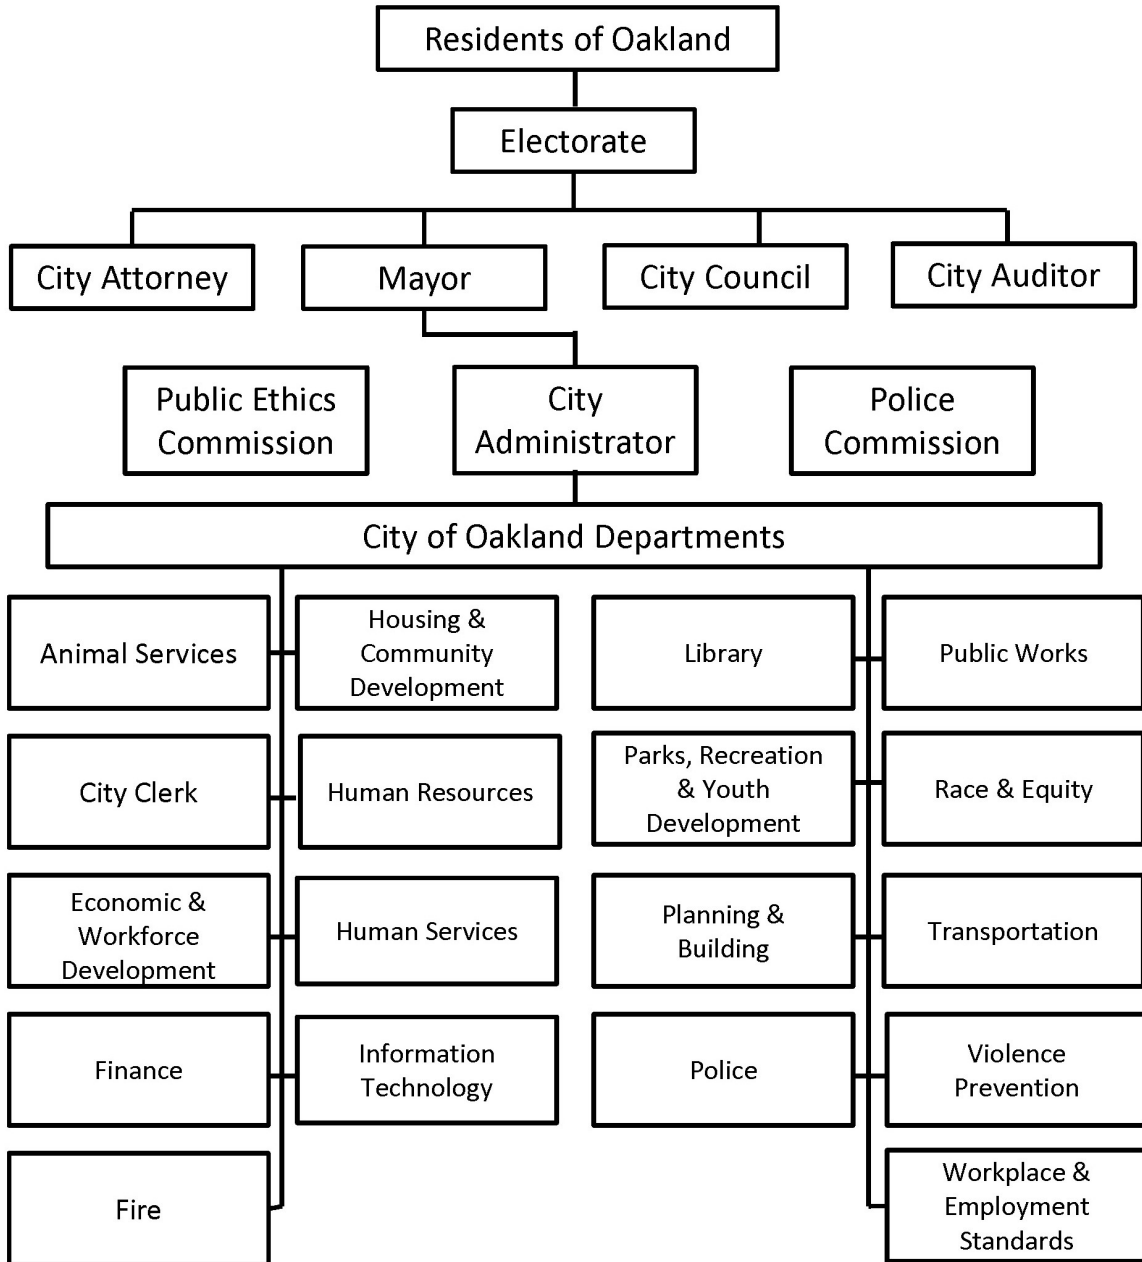 Residents of Oakland
Electorate
City Attorney
Mayor
City Council
City Auditor
Public Ethics
Commission
City
Administrator
Police
Commission
City of Oakland Departments
Animal Services
Housing &
Community
Development
Library
Public Works
City Clerk
Human Resources
Parks, Recreation
& Youth
Development
Race & Equity
Economic &
Workforce
Development
Human Services
Planning &
Building
Transportation
Finance
Information
Technology
Police
Violence
Prevention
Fire
Workplace &
Employment
Standards